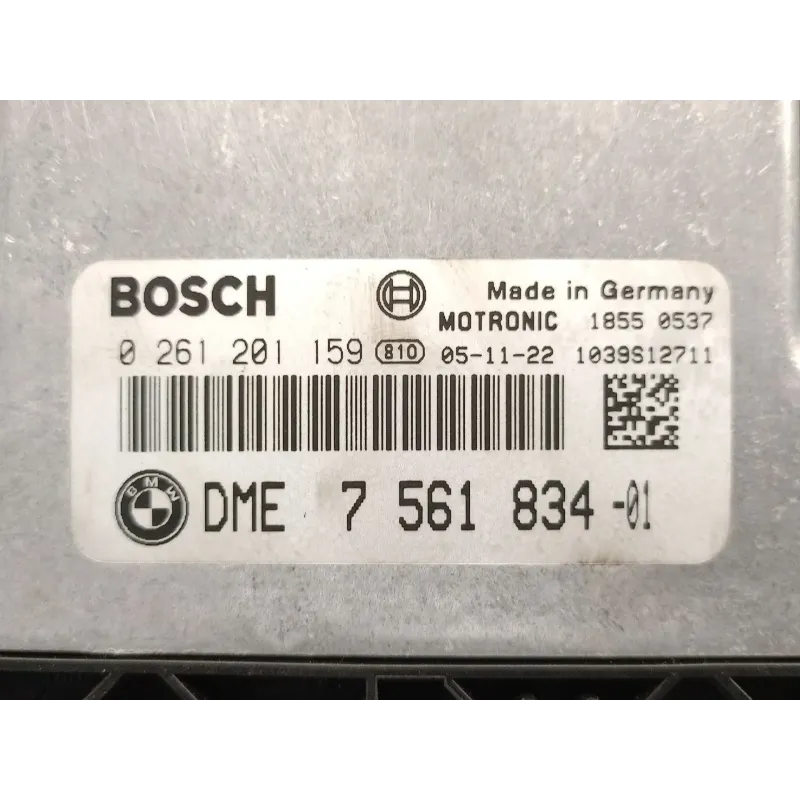 BOSCH Made in Germany
MOTRONIC 1855 0537
0 261 201 159 810 05-11-22 1039S12711
BMW DME 7 561 834-01